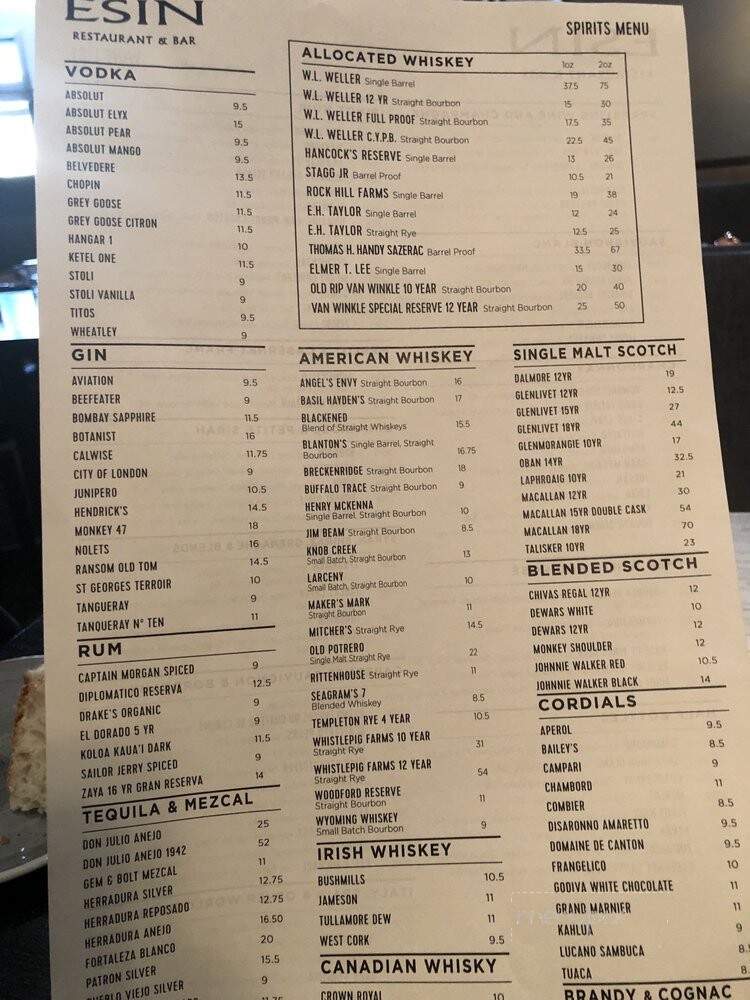 ESIN
RESTAURANT & BAR
SPIRITS MENU
VODKA
ABSOLUT 9.5
ABSOLUT ELYX 15
ABSOLUT PEAR 9.5
ABSOLUT MANGO 9.5
BELVEDERE 13.5
CHOPIN 11.5
GREY GOOSE 11.5
GREY GOOSE CITRON 11.5
HANGAR 1 10
KETEL ONE 11.5
STOLI 9
STOLI VANILLA 9
TITOS 9.5
WHEATLEY 9
GIN
AVIATION 9.5
BEEFEATER 9
BOMBAY SAPPHIRE 11.5
BOTANIST 16
CALWISE 11.75
CITY OF LONDON 9
JUNIPERO 10.5
HENDRICK'S 14.5
MONKEY 47 18
NOLETS 16
RANSOM OLD TOM 14.5
ST GEORGES TERROIR 10
TANGUERAY 9
TANQUERAY N° TEN 11
RUM
CAPTAIN MORGAN SPICED 9
DIPLOMATICO RESERVA 12.5
DRAKE'S ORGANIC 9
EL DORADO 5 YR 9
KOLOA KAUA'I DARK 11.5
SAILOR JERRY SPICED 9
ZAYA 16 YR GRAN RESERVA 14
TEQUILA & MEZCAL
DON JULIO ANEJO 25
DON JULIO ANEJO 1942 52
GEM & BOLT MEZCAL 11
HERRADURA SILVER 12.75
HERRADURA REPOSADO 12.75
HERRADURA ANEJO 16.50
FORTALEZA BLANCO 20
PATRON SILVER 15.5
PUEBLO VIEJO SILVER 9
11.75
ALLOCATED WHISKEY 1oz 2oz
W.L. WELLER Single Barrel 37.5 75
W.L. WELLER 12 YR Straight Bourbon 15 30
W.L. WELLER FULL PROOF Straight Bourbon 17.5 35
W.L. WELLER C.Y.P.B. Straight Bourbon 22.5 45
HANCOCK'S RESERVE Single Barrel 13 26
STAGG JR Barrel Proof 10.5 21
ROCK HILL FARMS Single Barrel 19 38
E.H. TAYLOR Single Barrel 12 24
E.H. TAYLOR Straight Rye 12.5 25
THOMAS H. HANDY SAZERAC Barrel Proof 33.5 67
ELMER T. LEE Single Barrel 15 30
OLD RIP VAN WINKLE 10 YEAR Straight Bourbon 20 40
VAN WINKLE SPECIAL RESERVE 12 YEAR Straight Bourbon 25 50
AMERICAN WHISKEY
ANGEL'S ENVY Straight Bourbon 16
BASIL HAYDEN'S Straight Bourbon 17
BLACKENED
Blend of Straight Whiskeys 15.5
BLANTON'S Single Barrel, Straight
Bourbon 16.75
BRECKENRIDGE Straight Bourbon 18
BUFFALO TRACE Straight Bourbon 9
HENRY MCKENNA
Single Barrel, Straight Bourbon 10
JIM BEAM Straight Bourbon 8.5
KNOB CREEK
Small Batch, Straight Bourbon 13
LARCENY
Small Batch, Straight Bourbon 10
MAKER'S MARK
Straight Bourbon 11
MITCHER'S Straight Rye 14.5
OLD POTRERO
Single Malt Straight Rye 22
RITTENHOUSE Straight Rye 11
SEAGRAM'S 7
Blended Whiskey 8.5
TEMPLETON RYE 4 YEAR 10.5
WHISTLEPIG FARMS 10 YEAR
Straight Rye 31
WHISTLEPIG FARMS 12 YEAR
Straight Rye 54
WOODFORD RESERVE
Straight Bourbon 11
WYOMING WHISKEY
Small Batch Bourbon 9
IRISH WHISKEY
BUSHMILLS 10.5
JAMESON 11
TULLAMORE DEW 11
WEST CORK 9.5
CANADIAN WHISKY
CROWN ROYAL 10
SINGLE MALT SCOTCH
DALMORE 12YR 19
GLENLIVET 12YR 12.5
GLENLIVET 15YR 27
GLENLIVET 18YR 44
GLENMORANGIE 10YR 17
OBAN 14YR 32.5
LAPHROAIG 10YR 21
MACALLAN 12YR 30
MACALLAN 15YR DOUBLE CASK 54
MACALLAN 18YR 70
TALISKER 10YR 23
BLENDED SCOTCH
CHIVAS REGAL 12YR 12
DEWARS WHITE 10
DEWARS 12YR 12
MONKEY SHOULDER 12
JOHNNIE WALKER RED 10.5
JOHNNIE WALKER BLACK 14
CORDIALS
APEROL 9.5
BAILEY'S 8.5
CAMPARI 9
CHAMBORD 11
COMBIER 8.5
DISARONNO AMARETTO 9.5
DOMAINE DE CANTON 9.5
FRANGELICO 10
GODIVA WHITE CHOCOLATE 11
GRAND MARNIER 11
KAHLUA 9
LUCANO SAMBUCA 8.
TUACA 8.
BRANDY & COGNAC